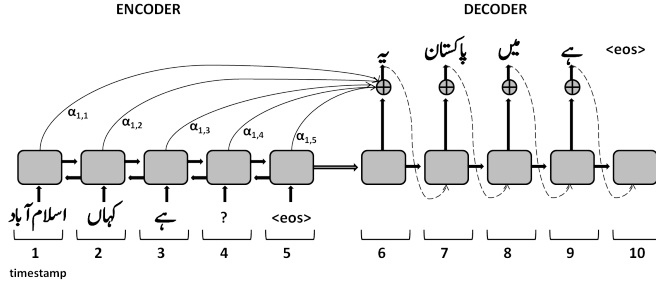 ENCODER DECODER
یہ پاکستان میں ہے <eos>
α1,1 α1,2 α1,3 α1,4 α1,5
اسلام آباد کہاں ہے ? <eos>
1 2 3 4 5 6 7 8 9 10
timestamp